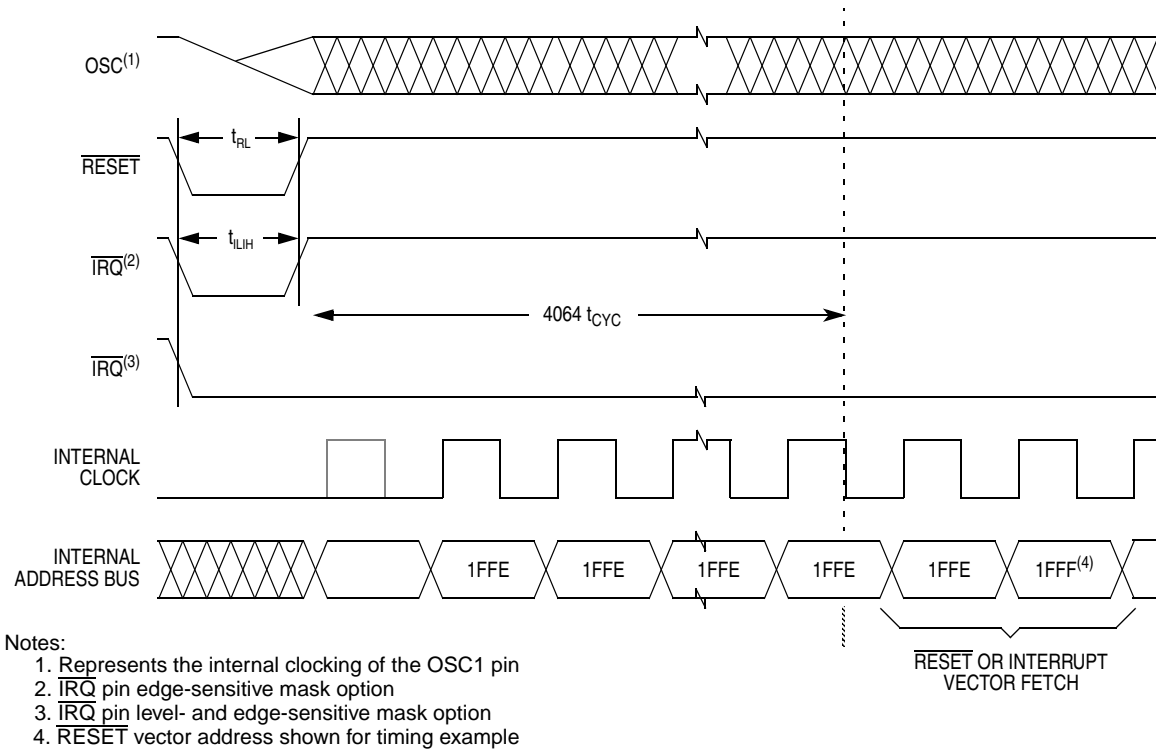 OSC(1)
RESET
tRL
IRQ(2)
tILIH
4064 tCYC
IRQ(3)
INTERNAL
CLOCK
INTERNAL
ADDRESS BUS
1FFE 1FFE 1FFE 1FFE 1FFE 1FFF(4)
RESET OR INTERRUPT
VECTOR FETCH
Notes:
1. Represents the internal clocking of the OSC1 pin
2. IRQ pin edge-sensitive mask option
3. IRQ pin level- and edge-sensitive mask option
4. RESET vector address shown for timing example